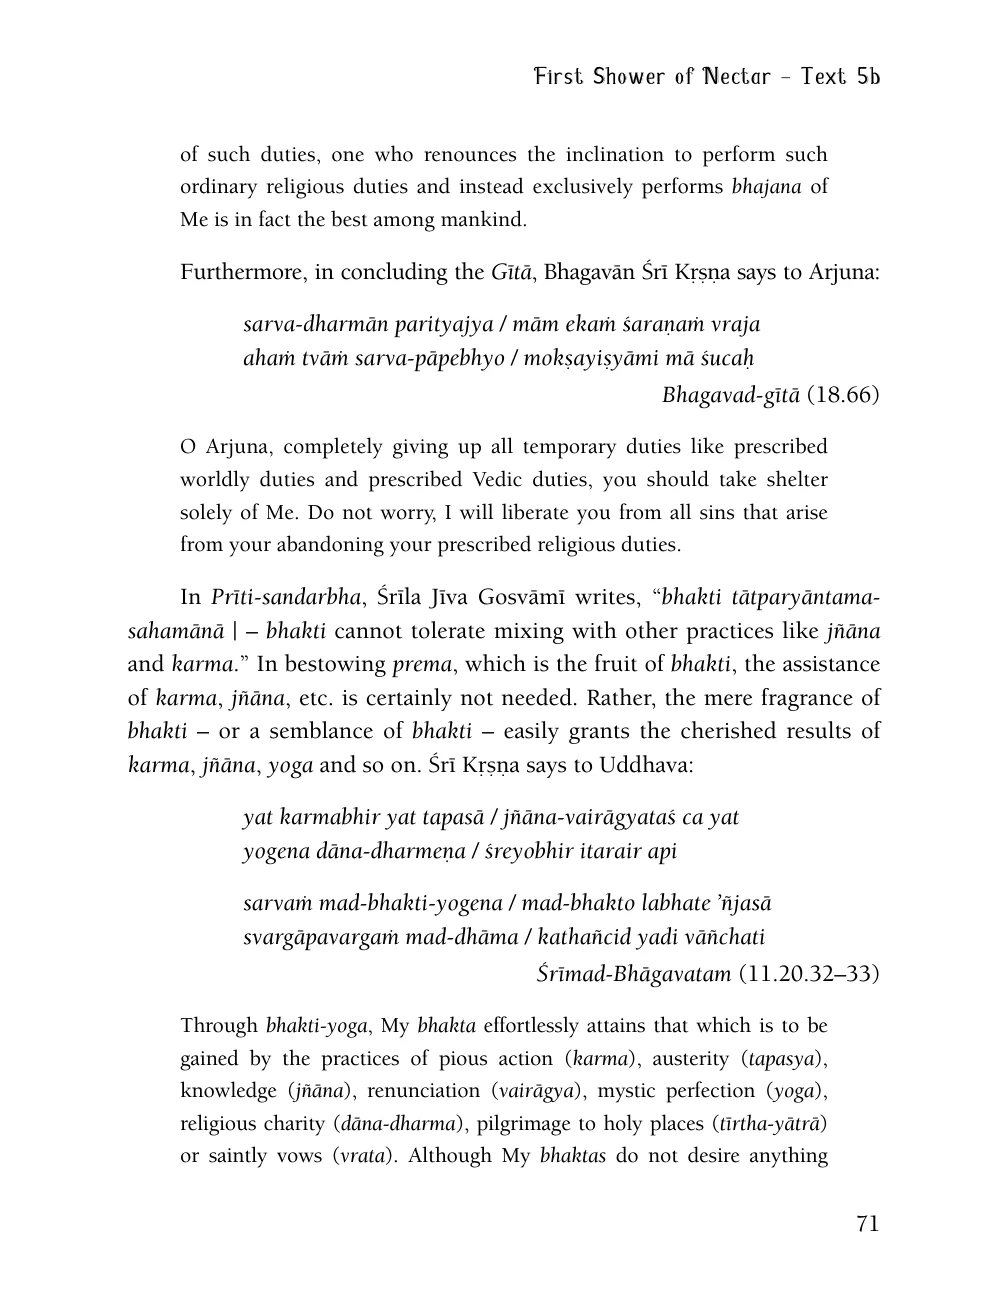 First Shower of Nectar – Text 5b
of such duties, one who renounces the inclination to perform such
ordinary religious duties and instead exclusively performs bhajana of
Me is in fact the best among mankind.
Furthermore, in concluding the Gītā, Bhagavān Śrī Kṛṣṇa says to Arjuna:
sarva-dharmān parityajya / mām ekaṁ śaraṇaṁ vraja
ahaṁ tvāṁ sarva-pāpebhyo / mokṣayiṣyāmi mā śucaḥ
Bhagavad-gītā (18.66)
O Arjuna, completely giving up all temporary duties like prescribed
worldly duties and prescribed Vedic duties, you should take shelter
solely of Me. Do not worry, I will liberate you from all sins that arise
from your abandoning your prescribed religious duties.
In Prīti-sandarbha, Śrīla Jīva Gosvāmī writes, “bhakti tātparyāntama-
sahamānā | – bhakti cannot tolerate mixing with other practices like jñāna
and karma.” In bestowing prema, which is the fruit of bhakti, the assistance
of karma, jñāna, etc. is certainly not needed. Rather, the mere fragrance of
bhakti – or a semblance of bhakti – easily grants the cherished results of
karma, jñāna, yoga and so on. Śrī Kṛṣṇa says to Uddhava:
yat karmabhir yat tapasā / jñāna-vairāgyataś ca yat
yogena dāna-dharmeṇa / śreyobhir itarair api
sarvaṁ mad-bhakti-yogena / mad-bhakto labhate ’ñjasā
svargāpavargaṁ mad-dhāma / kathañcid yadi vāñchati
Śrīmad-Bhāgavatam (11.20.32–33)
Through bhakti-yoga, My bhakta effortlessly attains that which is to be
gained by the practices of pious action (karma), austerity (tapasya),
knowledge (jñāna), renunciation (vairāgya), mystic perfection (yoga),
religious charity (dāna-dharma), pilgrimage to holy places (tīrtha-yātrā)
or saintly vows (vrata). Although My bhaktas do not desire anything
71